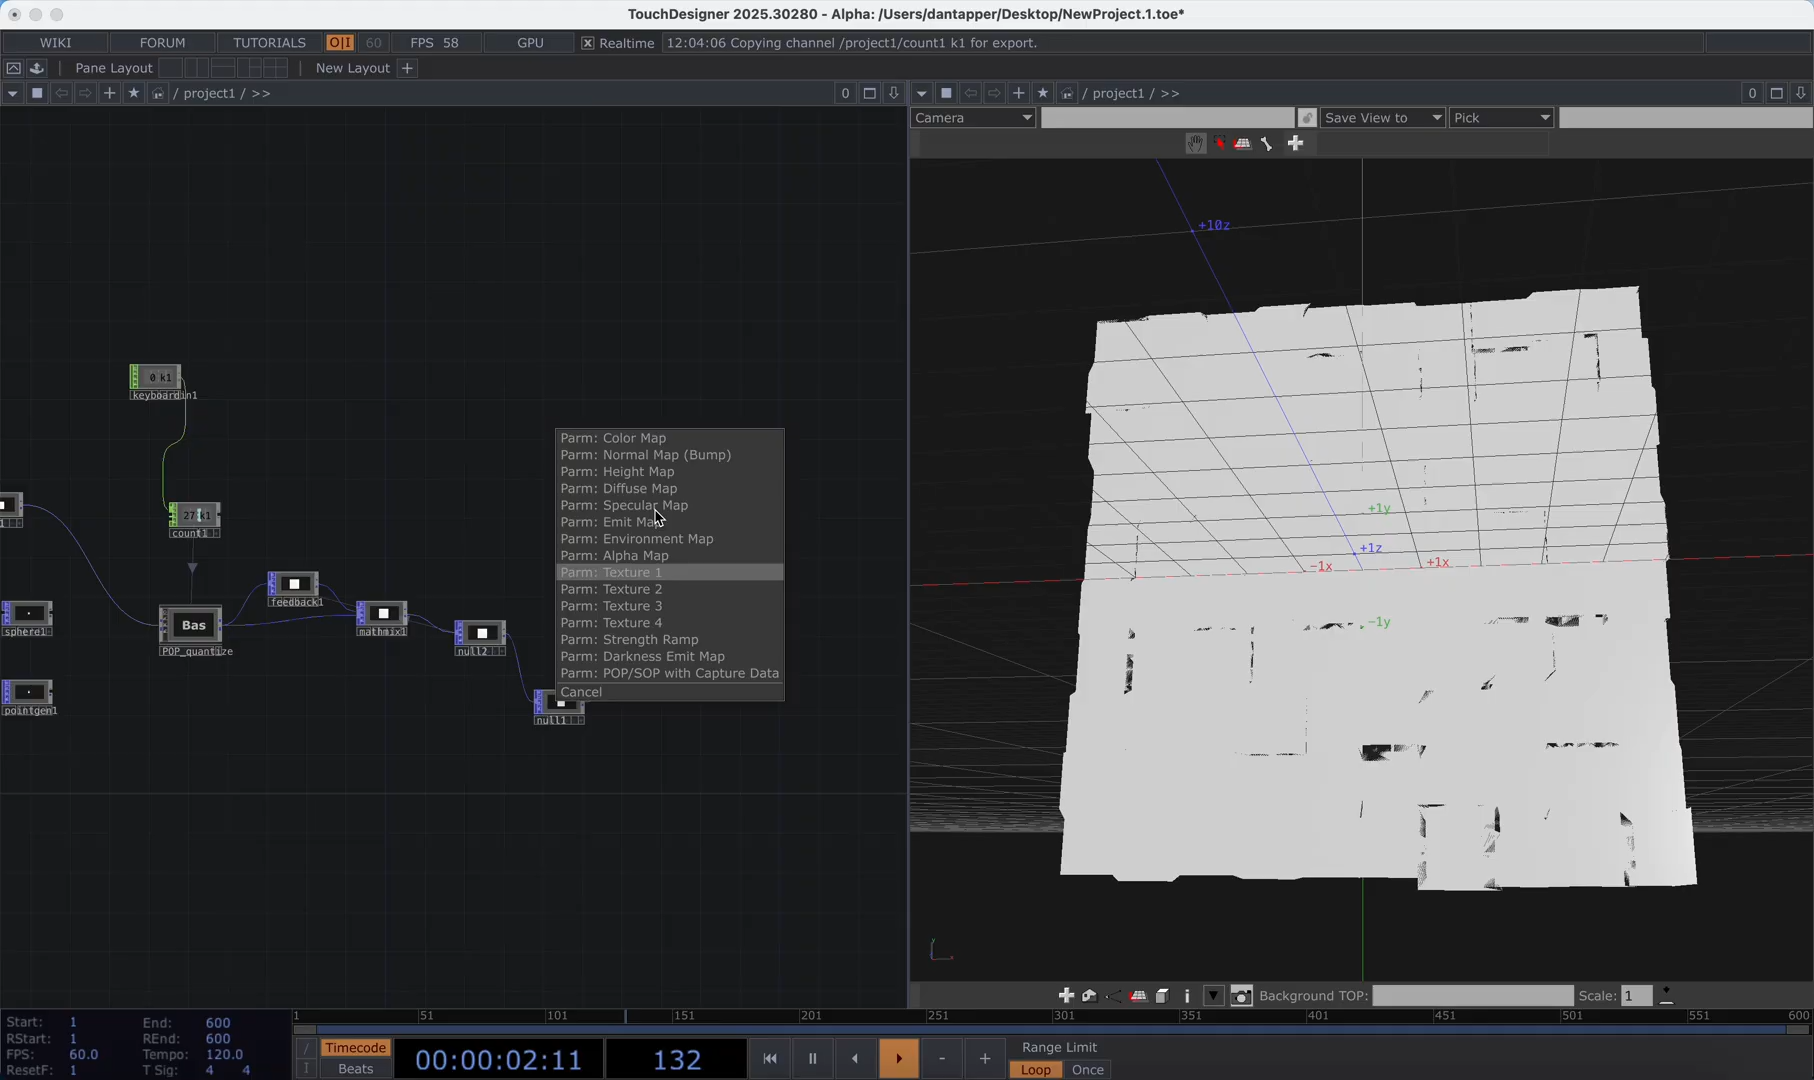 TouchDesigner 2025.30280 - Alpha: /Users/dantapper/Desktop/NewProject.1.toe*
WIKI FORUM TUTORIALS O|I 60 FPS 58 GPU Realtime 12:04:06 Copying channel /project1/count1 k1 for export.
Pane Layout New Layout +
/ project1 / >> 0
/ project1 / >> 0
Camera Save View to Pick
+10z
0 k1
keyboardin1
27 k1
count1
feedback1
sphere1
Bas
POP_quantize
mathmix1
null2
pointgen1
null1
Parm: Color Map
Parm: Normal Map (Bump)
Parm: Height Map
Parm: Diffuse Map
Parm: Specular Map
Parm: Emit Map
Parm: Environment Map
Parm: Alpha Map
Parm: Texture 1
Parm: Texture 2
Parm: Texture 3
Parm: Texture 4
Parm: Strength Ramp
Parm: Darkness Emit Map
Parm: POP/SOP with Capture Data
Cancel
+1y
+1z
-1x +1x
-1y
Background TOP: Scale: 1
1 51 101 151 201 251 301 351 401 451 501 551 600
Start: 1 End: 600
RStart: 1 REnd: 600
FPS: 60.0 Tempo: 120.0
ResetF: 1 T Sig: 4 4
Timecode
Beats
00:00:02:11 132
Range Limit
Loop Once